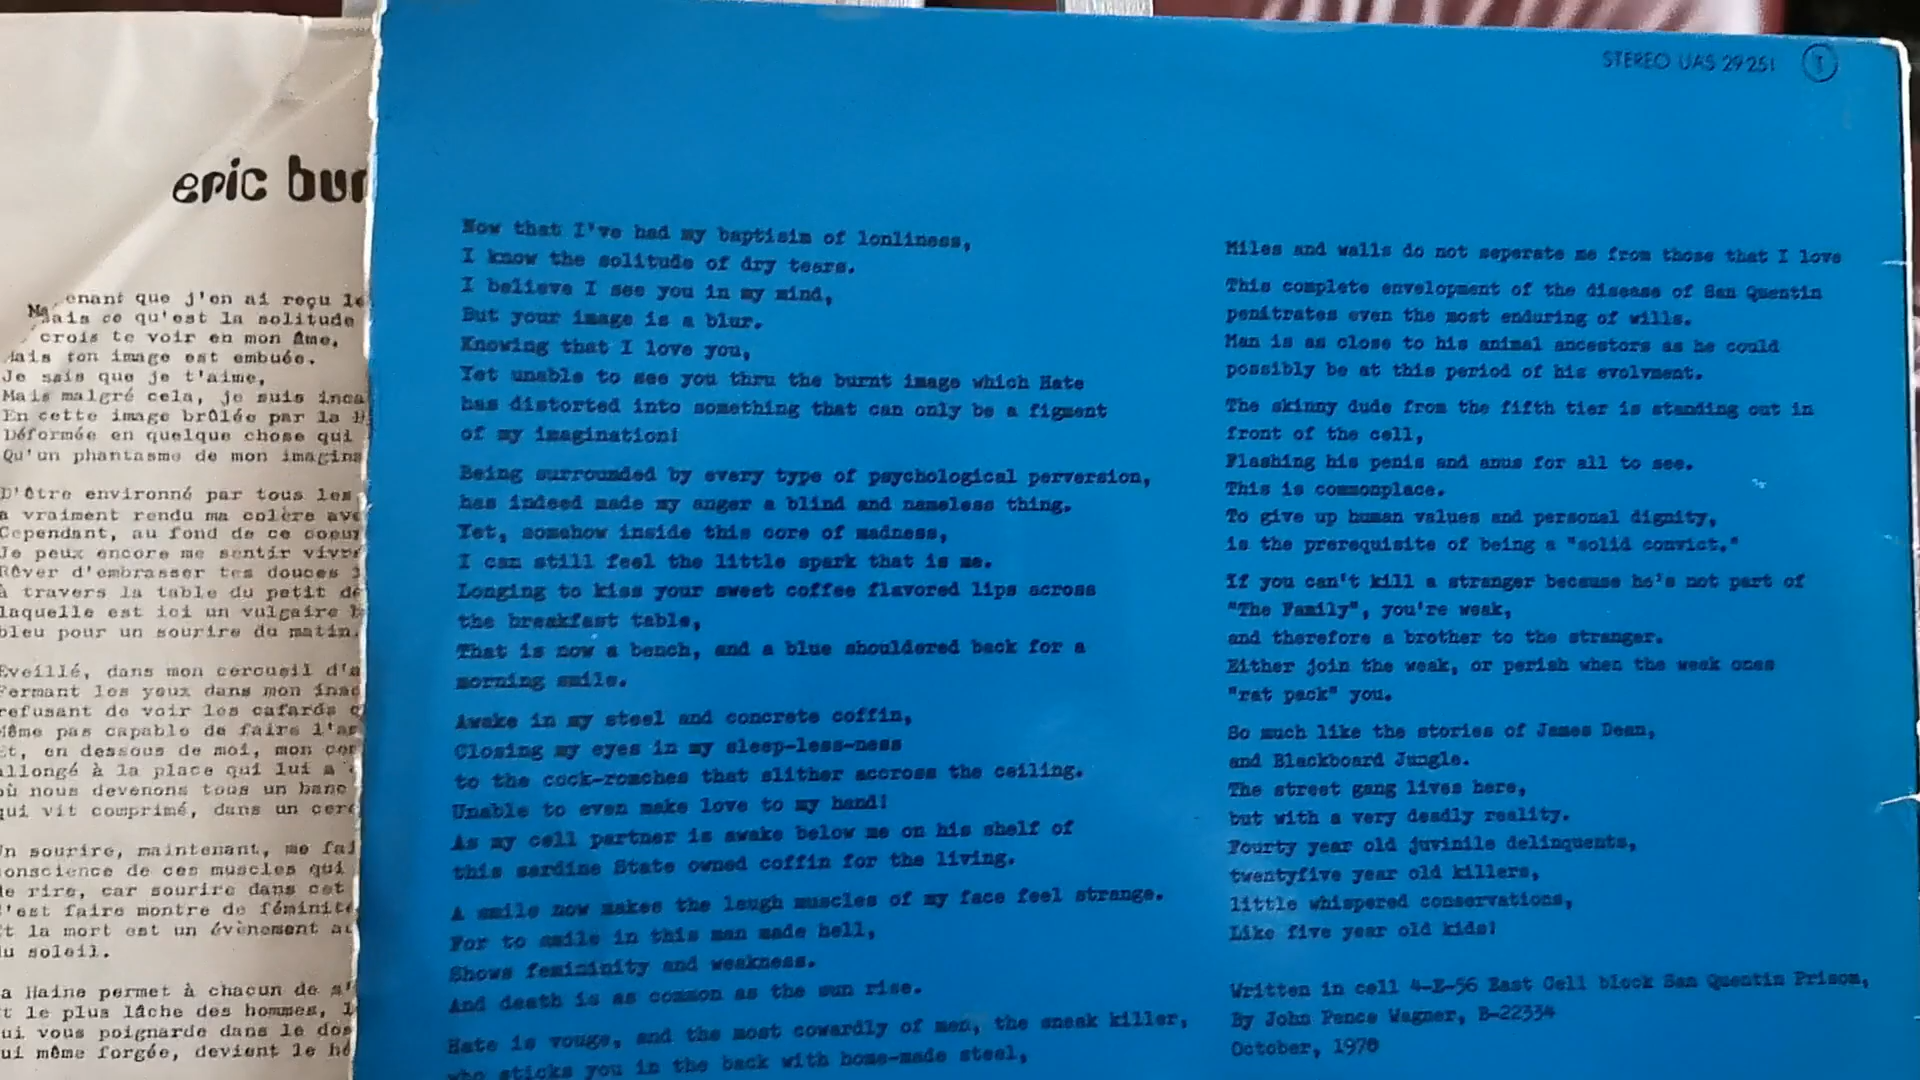 eric bur
enant que j'en ai reçu le
ais ce qu'est la solitude
crois te voir en mon âme,
Mais ton image est embuée.
Je sais que je t'aime,
Mais malgré cela, je suis inca
En cette image brûlée par la H
Déformée en quelque chose qui
Qu'un phantasme de mon imagina
D'être environné par tous les
a vraiment rendu ma colère ave
Cependant, au fond de ce coeur
Je peux encore me sentir vivre
Rêver d'embrasser tes douces l
à travers la table du petit dé
laquelle est ici un vulgaire b
bleu pour un sourire du matin.
Eveillé, dans mon cercueil d'a
Fermant les yeux dans mon inso
refusant de voir les cafards q
Même pas capable de faire l'am
Et, en dessous de moi, mon com
allongé à la place qui lui a
où nous devenons tous un banc
qui vit comprimé, dans un cerc
Un sourire, maintenant, me fai
conscience de ces muscles qui
de rire, car sourire dans cet
C'est faire montre de féminité
Et la mort est un évènement au
du soleil.
La Haine permet à chacun de s'
et le plus lâche des hommes, l
qui vous poignarde dans le dos
lui même forgée, devient le hé
STEREO UAS 29251 T
Now that I've had my baptisim of lonliness,
I know the solitude of dry tears.
I believe I see you in my mind,
But your image is a blur.
Knowing that I love you,
Yet unable to see you thru the burnt image which Hate
has distorted into something that can only be a figment
of my imagination!
Being surrounded by every type of psychological perversion,
has indeed made my anger a blind and nameless thing.
Yet, somehow inside this core of madness,
I can still feel the little spark that is me.
Longing to kiss your sweet coffee flavored lips across
the breakfast table,
That is now a bench, and a blue shouldered back for a
morning smile.
Awake in my steel and concrete coffin,
Closing my eyes in my sleep-less-ness
to the cock-roaches that slither accross the ceiling.
Unable to even make love to my hand!
As my cell partner is awake below me on his shelf of
this sardine State owned coffin for the living.
A smile now makes the laugh muscles of my face feel strange.
For to smile in this man made hell,
Shows femininity and weakness.
And death is as common as the sun rise.
Hate is vouge, and the most cowardly of men, the sneak killer,
who sticks you in the back with home-made steel,
Miles and walls do not seperate me from those that I love
This complete envelopment of the disease of San Quentin
penitrates even the most enduring of wills.
Man is as close to his animal ancestors as he could
possibly be at this period of his evolvment.
The skinny dude from the fifth tier is standing out in
front of the cell,
Flashing his penis and anus for all to see.
This is commonplace.
To give up human values and personal dignity,
is the prerequisite of being a "solid convict."
If you can't kill a stranger because he's not part of
"The Family", you're weak,
and therefore a brother to the stranger.
Either join the weak, or perish when the weak ones
"rat pack" you.
So much like the stories of James Dean,
and Blackboard Jungle.
The street gang lives here,
but with a very deadly reality.
Fourty year old juvinile delinquents,
twentyfive year old killers,
little whispered conservations,
Like five year old kids!
Written in cell 4-E-56 East Cell block San Quentin Prison,
By John Pence Wagner, B-22334
October, 1970